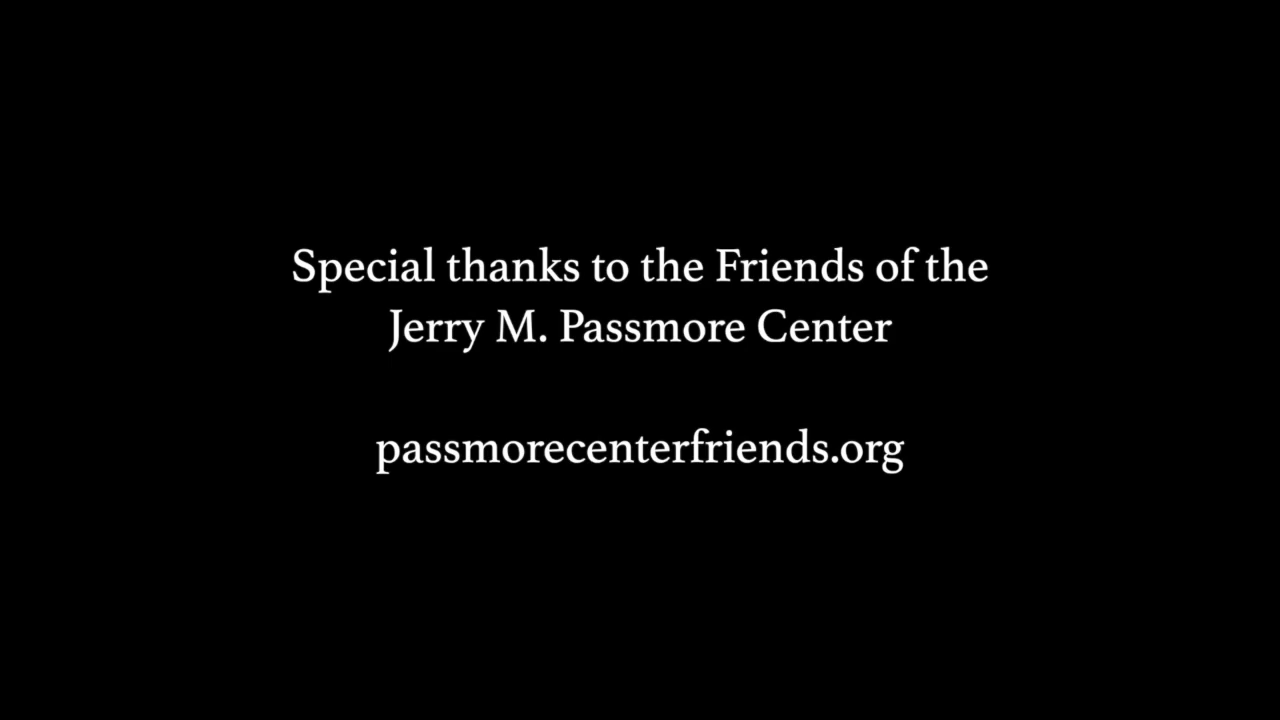 Special thanks to the Friends of the
Jerry M. Passmore Center
passmorecenterfriends.org